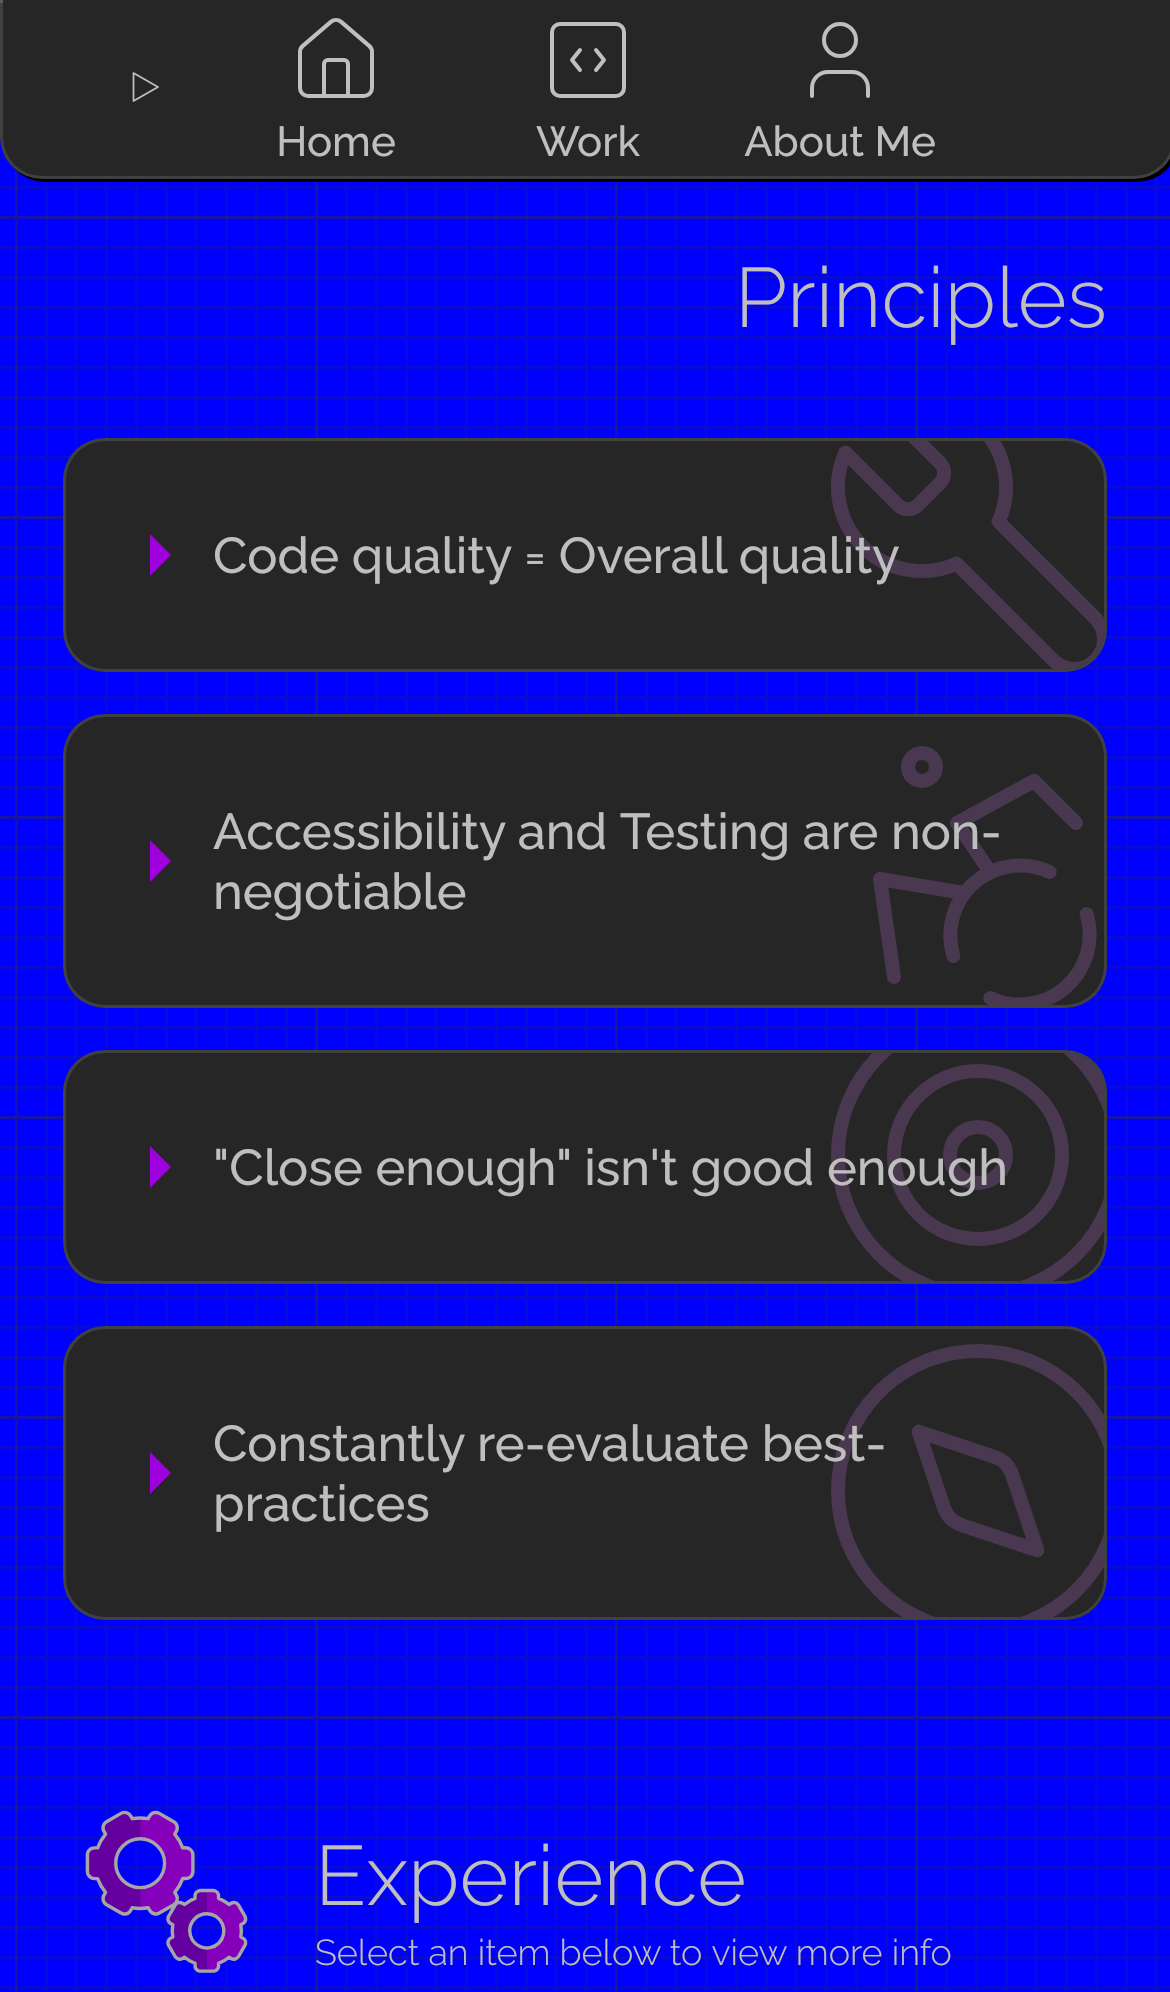 Home
Work
About Me
Principles
Code quality = Overall quality
Accessibility and Testing are non-
negotiable
"Close enough" isn't good enough
Constantly re-evaluate best-
practices
Experience
Select an item below to view more info